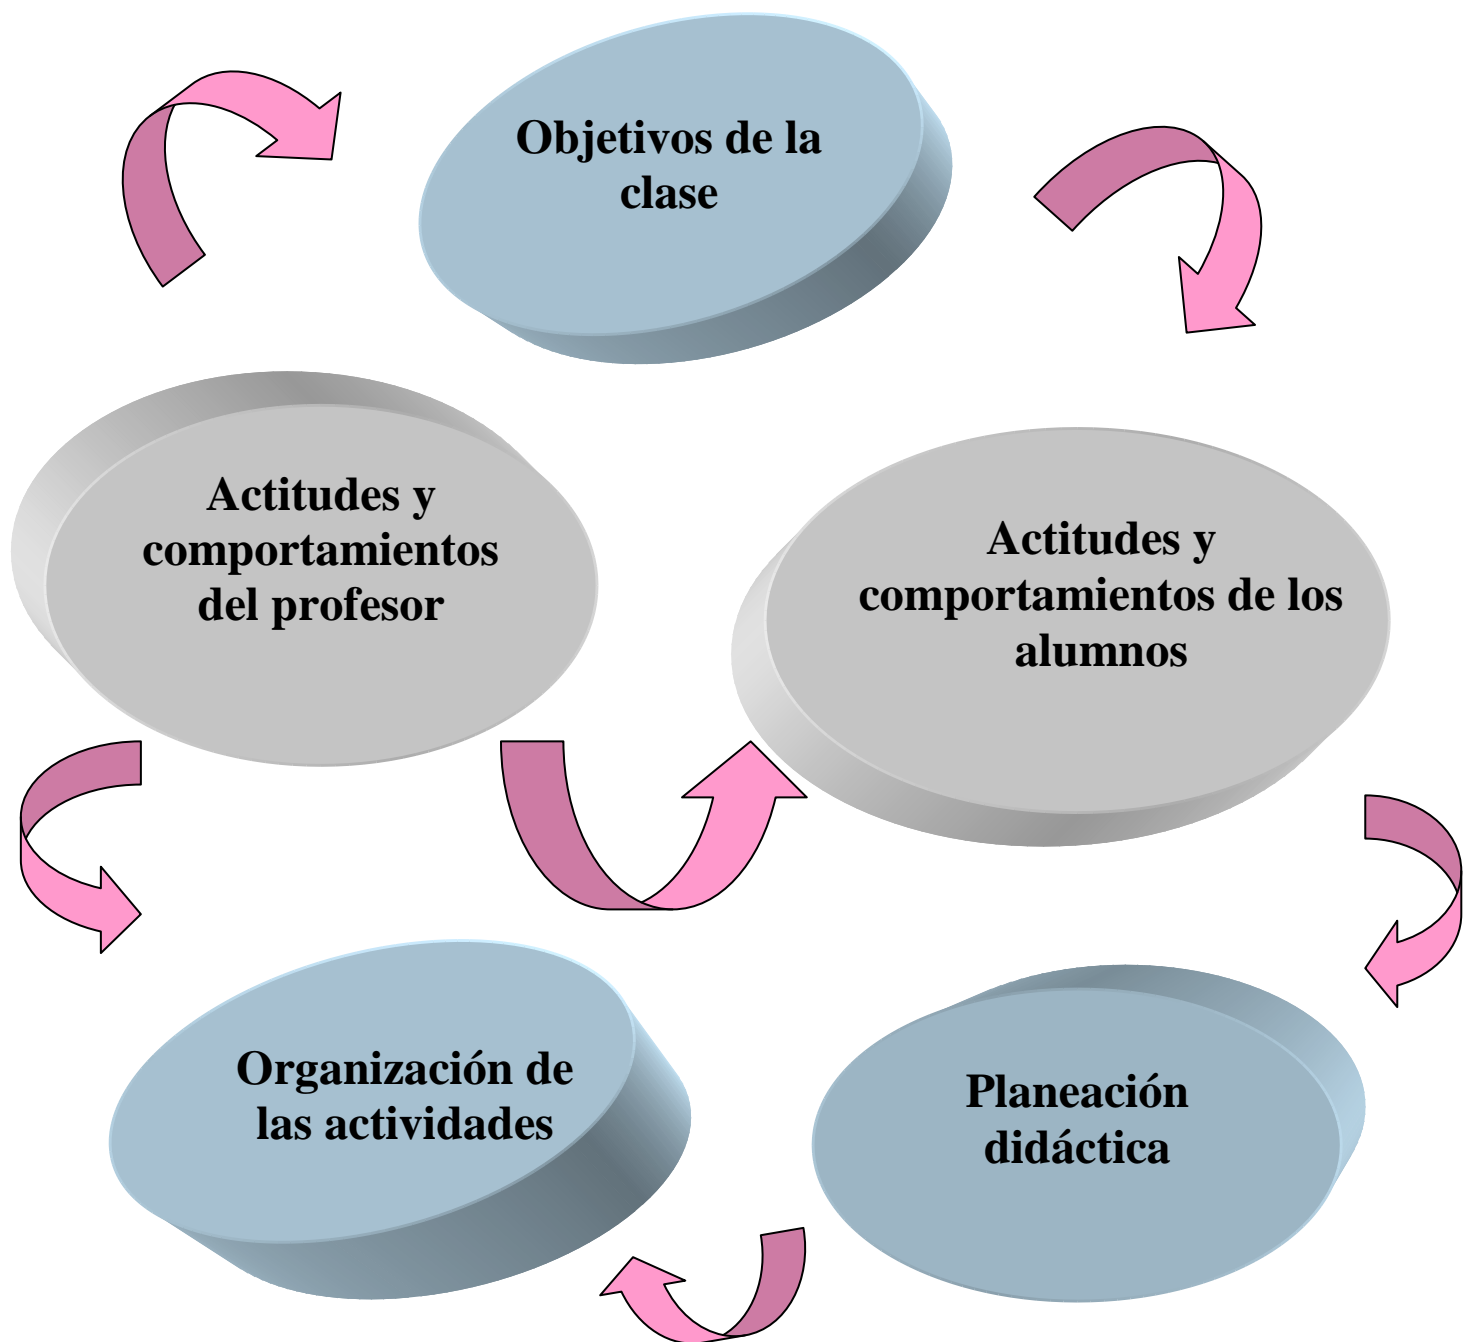 Objetivos de la
clase
Actitudes y
comportamientos
del profesor
Actitudes y
comportamientos de los
alumnos
Organización de
las actividades
Planeación
didáctica